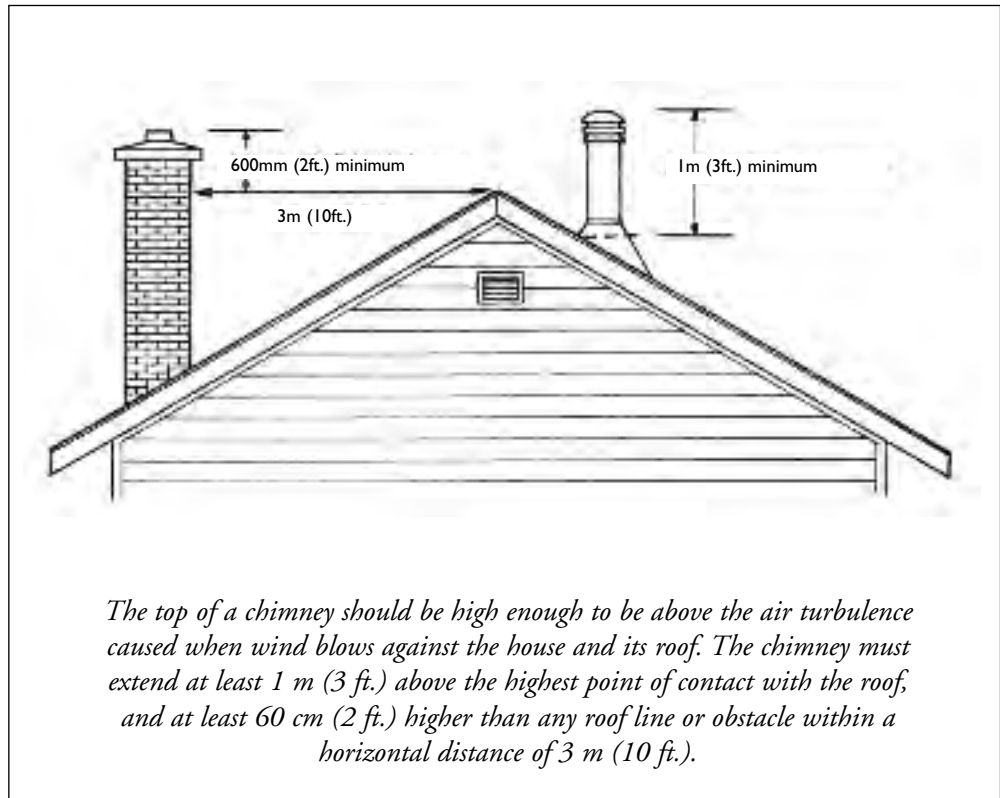 600mm (2ft.) minimum
1m (3ft.) minimum
3m (10ft.)
The top of a chimney should be high enough to be above the air turbulence
caused when wind blows against the house and its roof. The chimney must
extend at least 1 m (3 ft.) above the highest point of contact with the roof,
and at least 60 cm (2 ft.) higher than any roof line or obstacle within a
horizontal distance of 3 m (10 ft.).